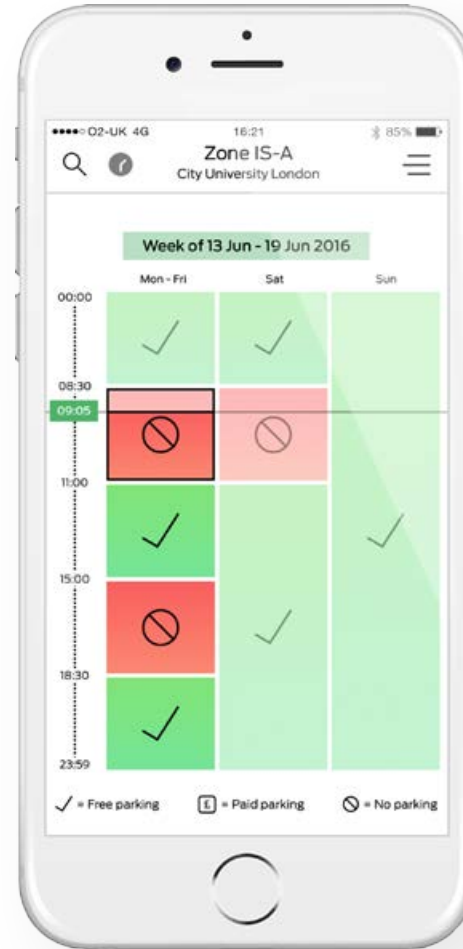 ●●●●○ O2-UK 4G 16:21 85%
Zone IS-A
City University London
Week of 13 Jun - 19 Jun 2016
Mon - Fri Sat Sun
00:00
08:30
09:05
11:00
15:00
18:30
23:59
= Free parking £ = Paid parking = No parking